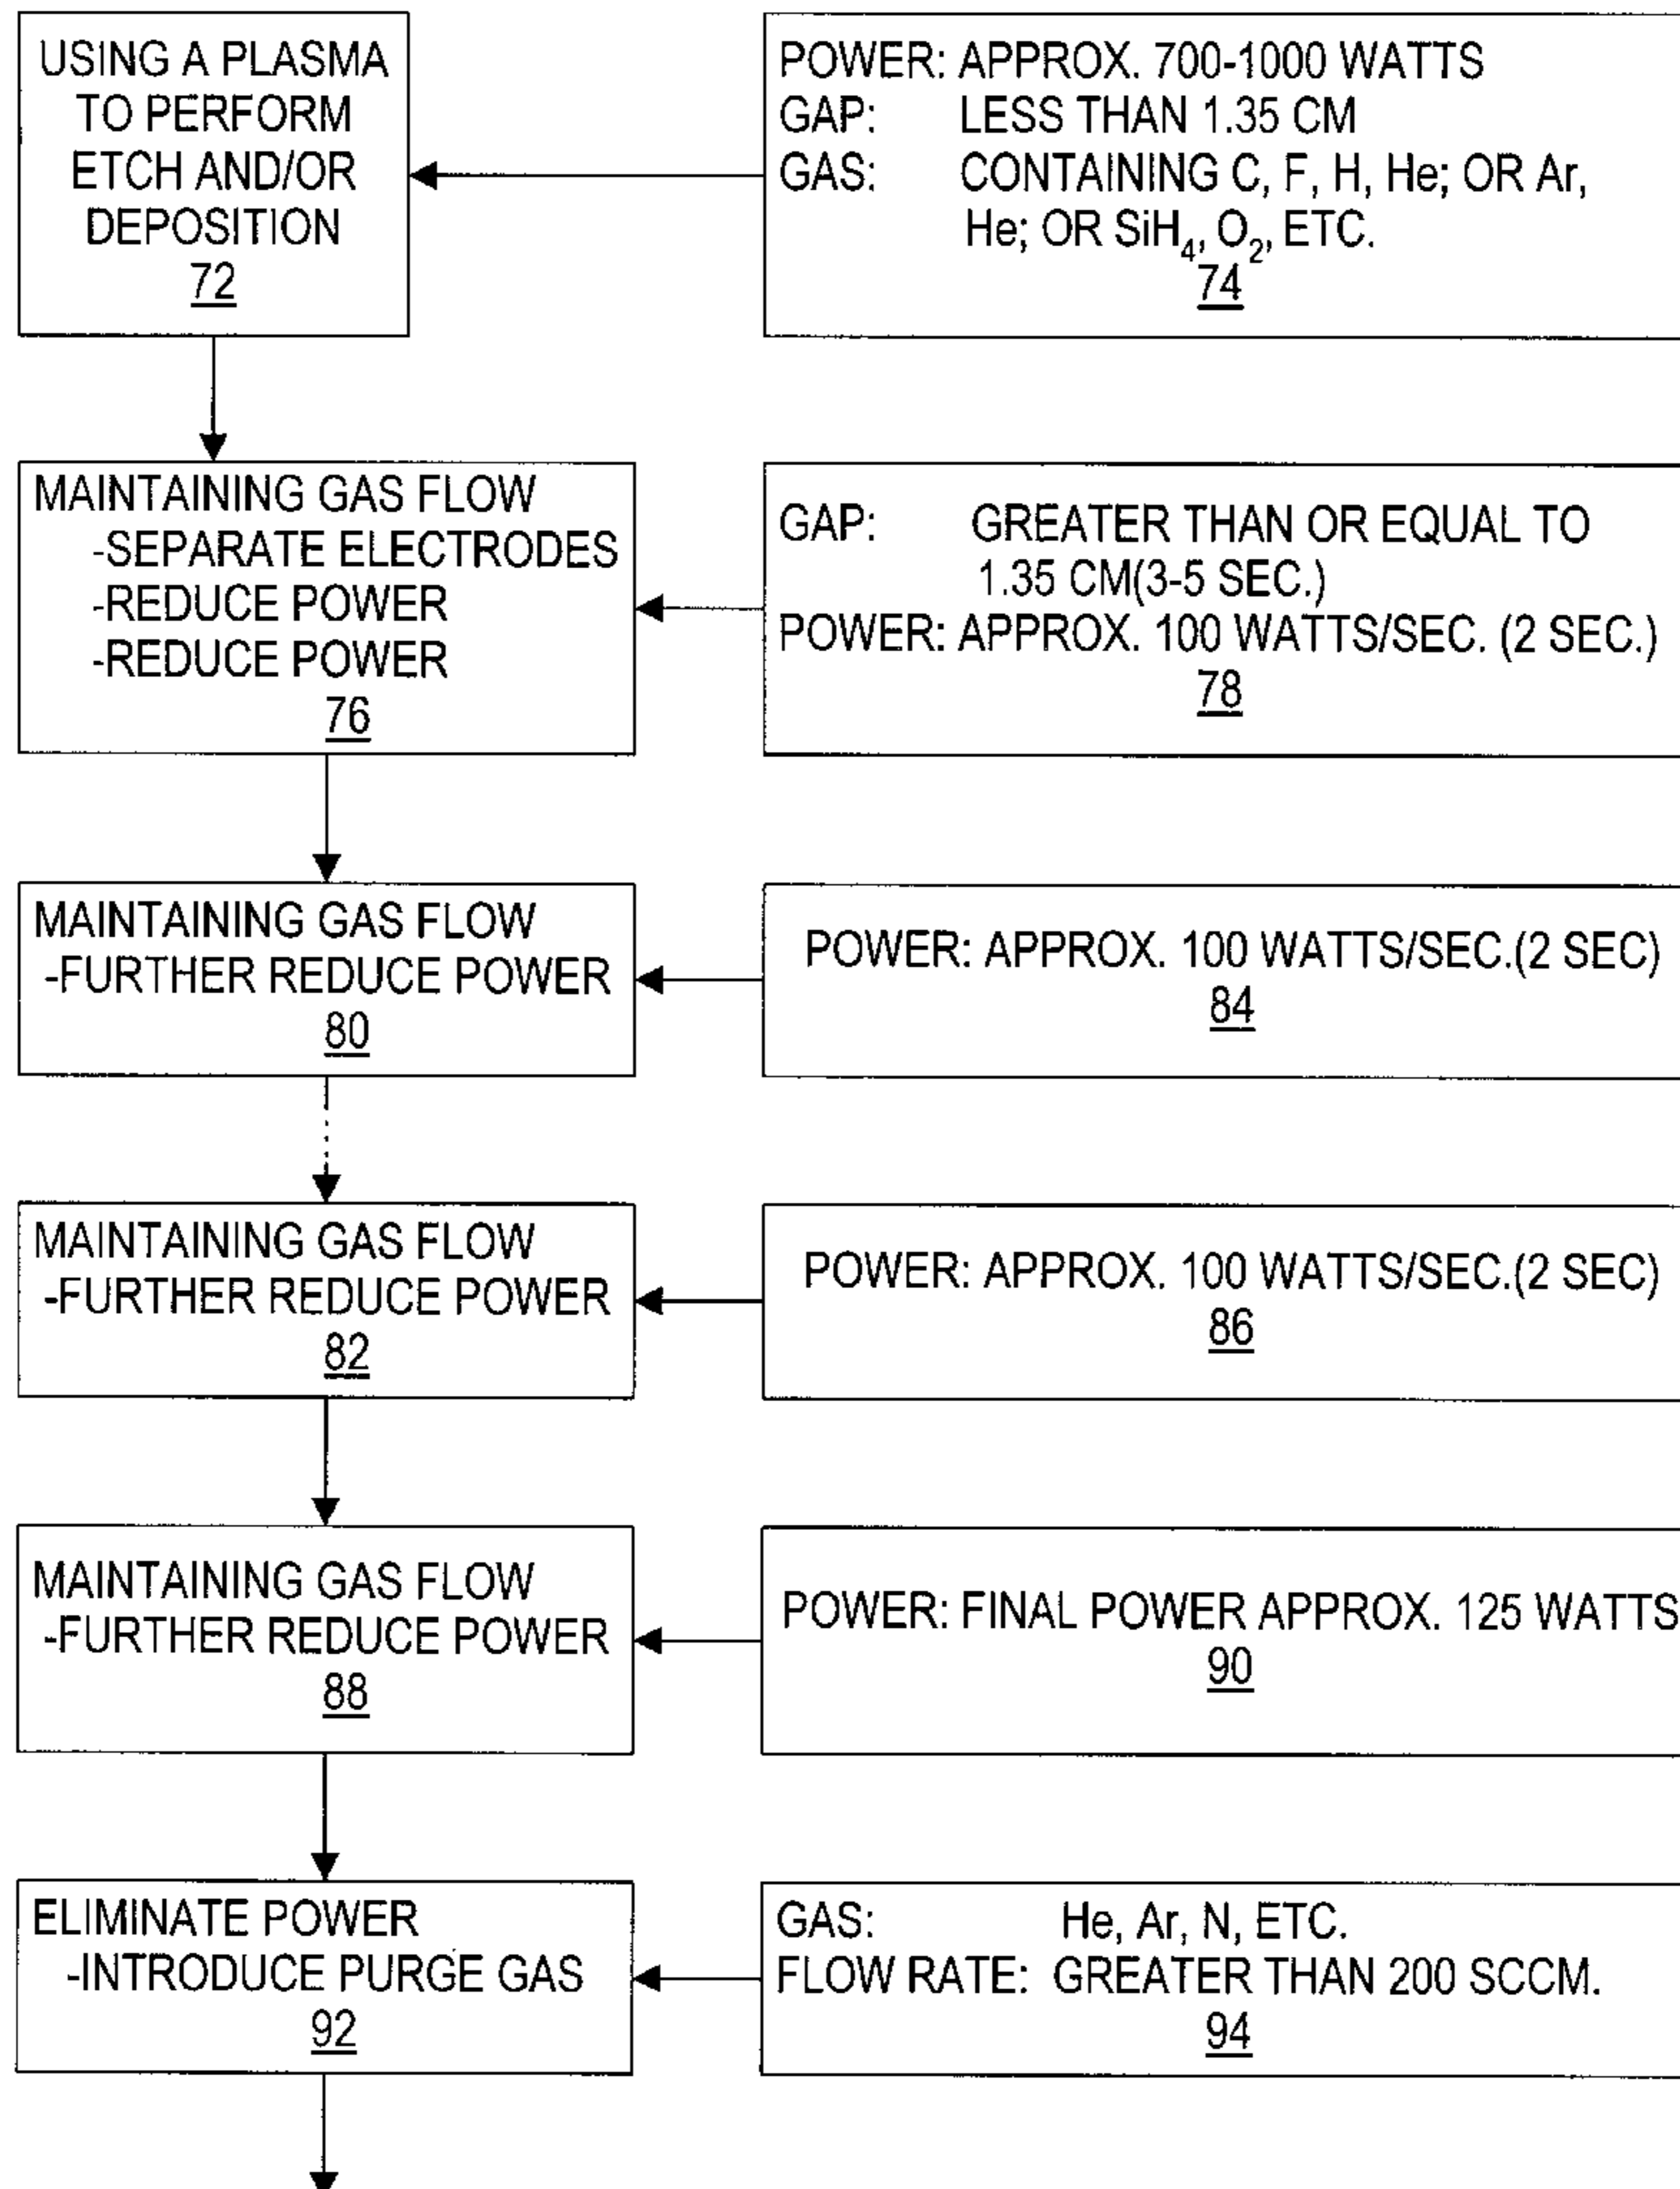 USING A PLASMA
TO PERFORM
ETCH AND/OR
DEPOSITION
72
POWER: APPROX. 700-1000 WATTS
GAP: LESS THAN 1.35 CM
GAS: CONTAINING C, F, H, He; OR Ar,
He; OR SiH4, O2, ETC.
74
MAINTAINING GAS FLOW
-SEPARATE ELECTRODES
-REDUCE POWER
-REDUCE POWER
76
GAP: GREATER THAN OR EQUAL TO
1.35 CM(3-5 SEC.)
POWER: APPROX. 100 WATTS/SEC. (2 SEC.)
78
MAINTAINING GAS FLOW
-FURTHER REDUCE POWER
80
POWER: APPROX. 100 WATTS/SEC.(2 SEC)
84
MAINTAINING GAS FLOW
-FURTHER REDUCE POWER
82
POWER: APPROX. 100 WATTS/SEC.(2 SEC)
86
MAINTAINING GAS FLOW
-FURTHER REDUCE POWER
88
POWER: FINAL POWER APPROX. 125 WATTS
90
ELIMINATE POWER
-INTRODUCE PURGE GAS
92
GAS: He, Ar, N, ETC.
FLOW RATE: GREATER THAN 200 SCCM.
94